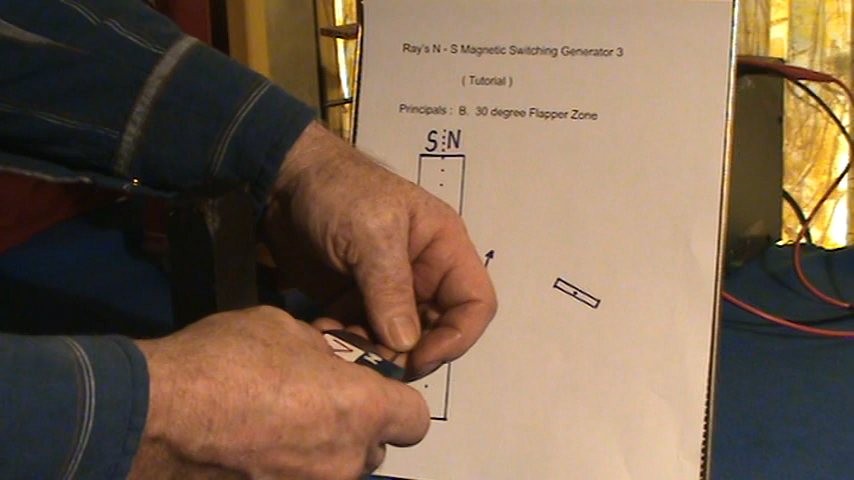 Ray's N - S Magnetic Switching Generator 3
( Tutorial )
Principals : B. 30 degree Flapper Zone
S N
N